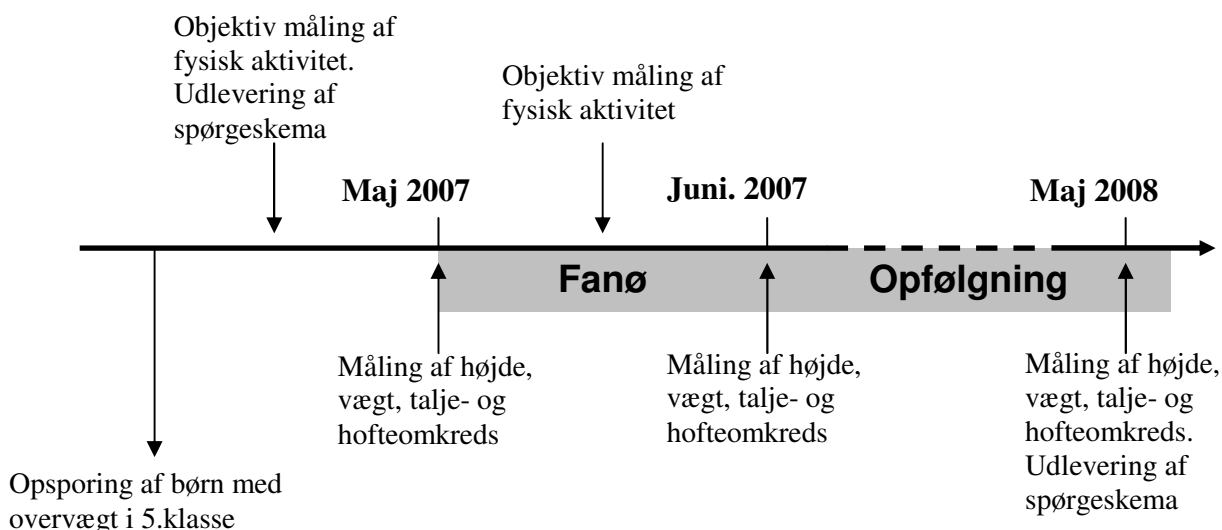 Objektiv måling af
fysisk aktivitet.
Udlevering af
spørgeskema
Objektiv måling af
fysisk aktivitet
Maj 2007
Juni. 2007
Maj 2008
Fanø
Opfølgning
Måling af højde,
vægt, talje- og
hofteomkreds
Måling af højde,
vægt, talje- og
hofteomkreds
Måling af højde,
vægt, talje- og
hofteomkreds.
Udlevering af
spørgeskema
Opsporing af børn med
overvægt i 5.klasse